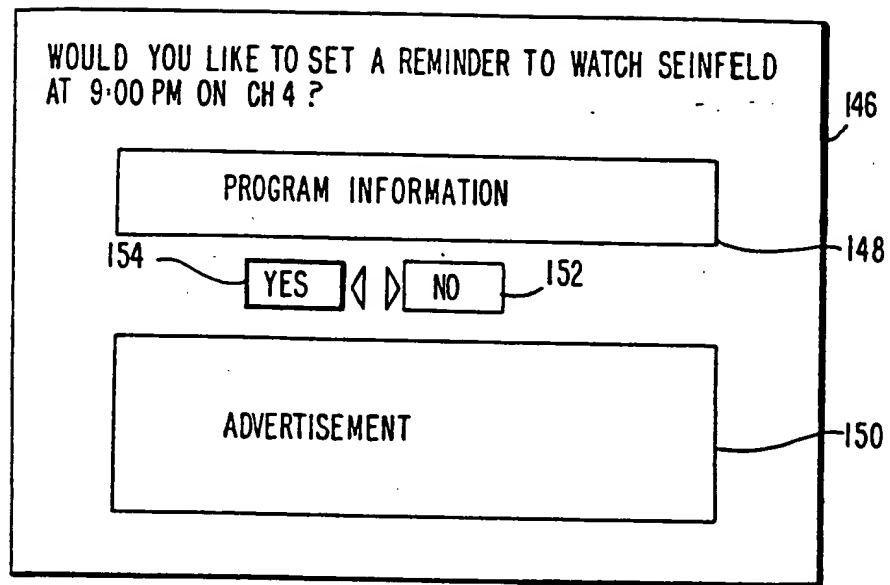 WOULD YOU LIKE TO SET A REMINDER TO WATCH SEINFELD
AT 9:00 PM ON CH 4 ?
146
PROGRAM INFORMATION
148
154
YES
NO
152
ADVERTISEMENT
150